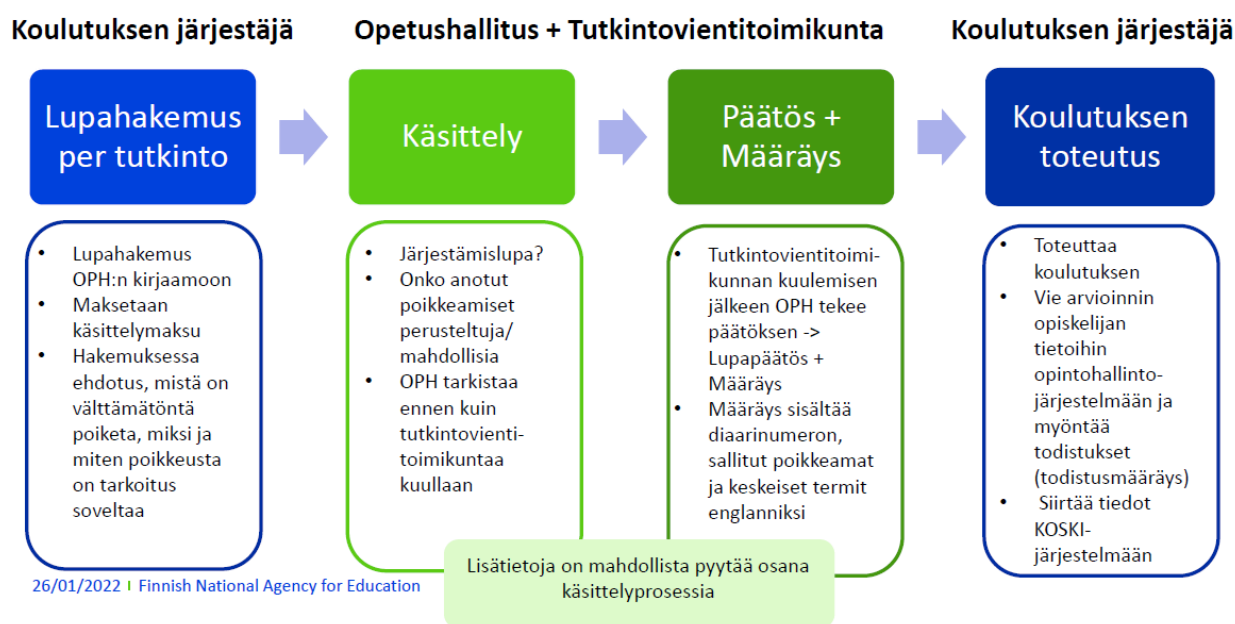 Koulutuksen järjestäjä
Opetushallitus + Tutkintovientitoimikunta
Koulutuksen järjestäjä
Lupahakemus
per tutkinto
Käsittely
Päätös +
Määräys
Koulutuksen
toteutus
• Lupahakemus
OPH:n kirjaamoon
• Maksetaan
käsittelymaksu
• Hakemuksessa
ehdotus, mistä on
välttämätöntä
poiketa, miksi ja
miten poikkeusta
on tarkoitus
soveltaa
• Järjestämislupa?
• Onko anotut
poikkeamiset
perusteltuja/
mahdollisia
• OPH tarkistaa
ennen kuin
tutkintovienti-
toimikuntaa
kuullaan
• Tutkintovientitoimi-
kunnan kuulemisen
jälkeen OPH tekee
päätöksen ->
Lupapäätös +
Määräys
• Määräys sisältää
diaarinumeron,
sallitut poikkeamat
ja keskeiset termit
englanniksi
• Toteuttaa
koulutuksen
• Vie arvioinnin
opiskelijan
tietoihin
opintohallinto-
järjestelmään ja
myöntää
todistukset
(todistusmääräys)
• Siirtää tiedot
KOSKI-
järjestelmään
Lisätietoja on mahdollista pyytää osana
käsittelyprosessia
26/01/2022 I Finnish National Agency for Education